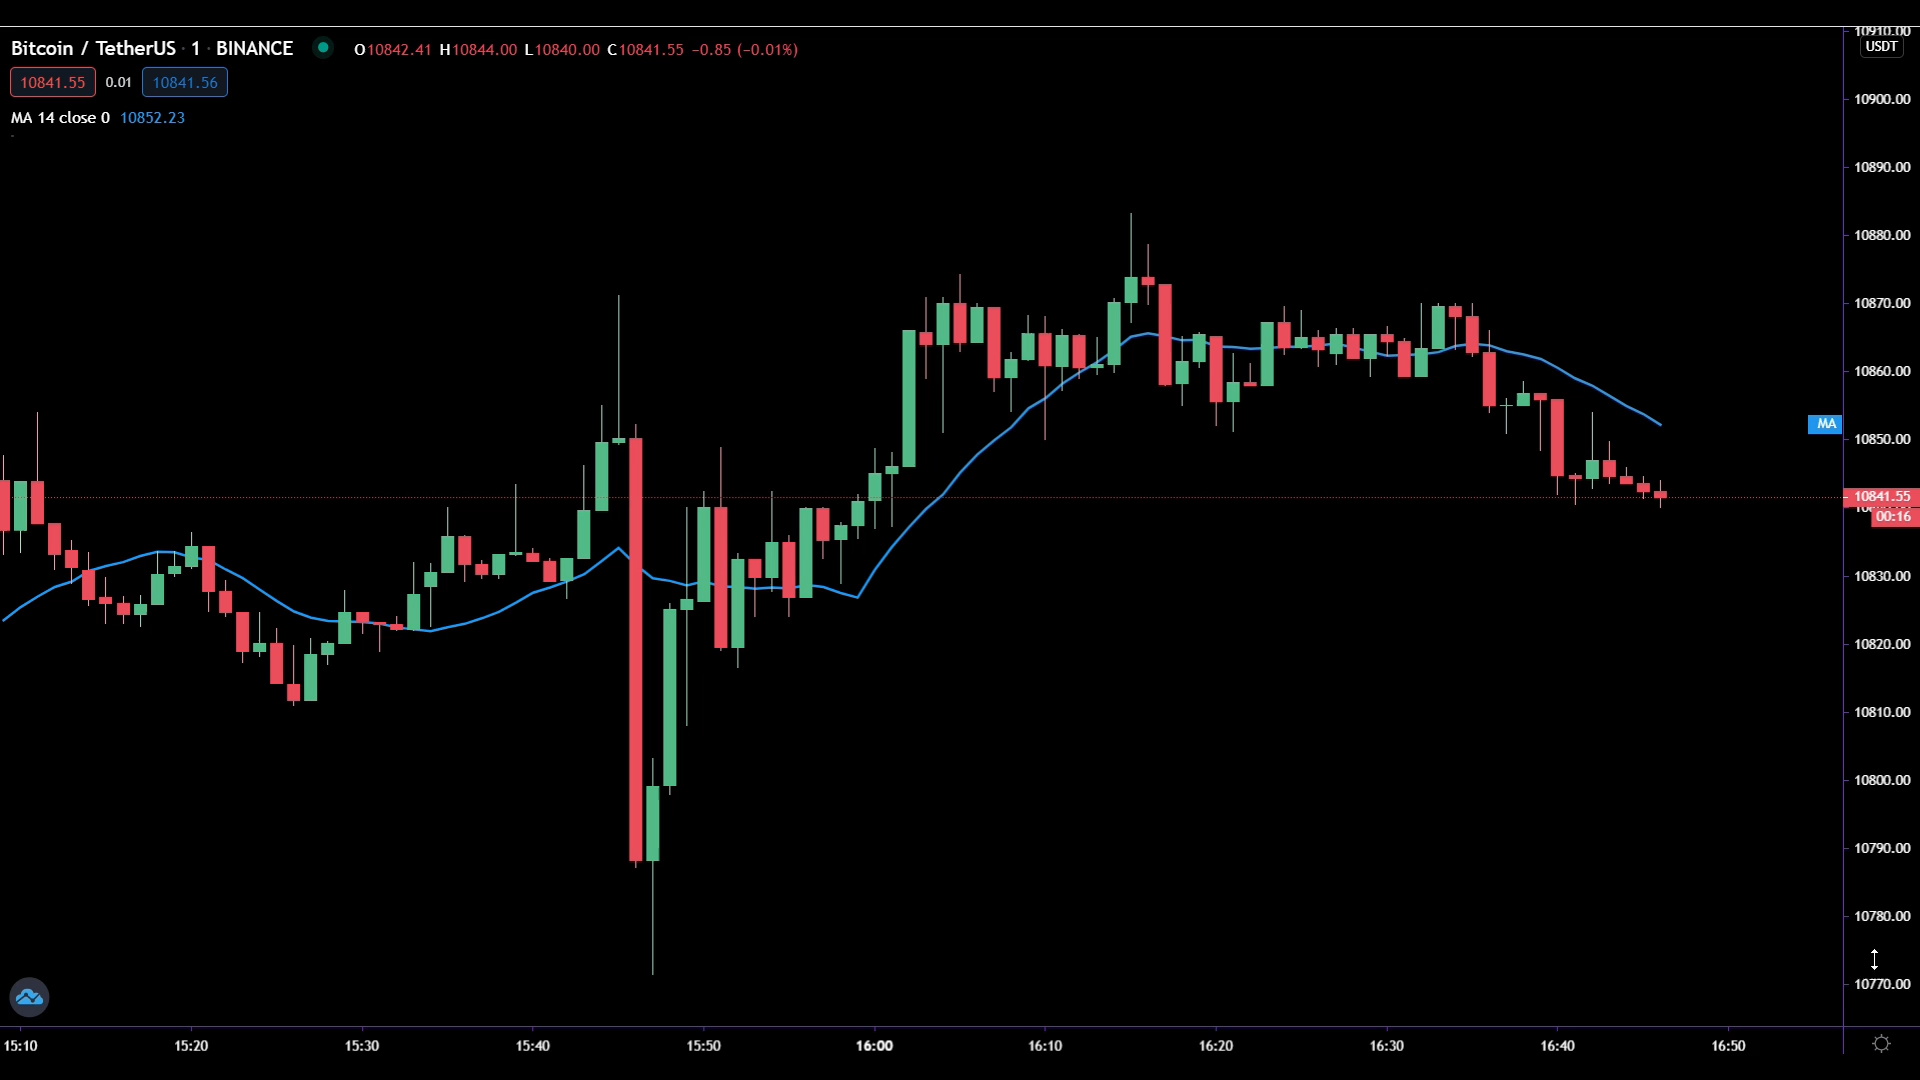 Bitcoin / TetherUS · 1 · BINANCE O10842.41 H10844.00 L10840.00 C10841.55 −0.85 (−0.01%)
10841.55 0.01 10841.56
MA 14 close 0 10852.23
10910.00
USDT
10900.00
10890.00
10880.00
10870.00
10860.00
MA
10850.00
10841.55
00:16
10830.00
10820.00
10810.00
10800.00
10790.00
10780.00
10770.00
15:10 15:20 15:30 15:40 15:50 16:00 16:10 16:20 16:30 16:40 16:50